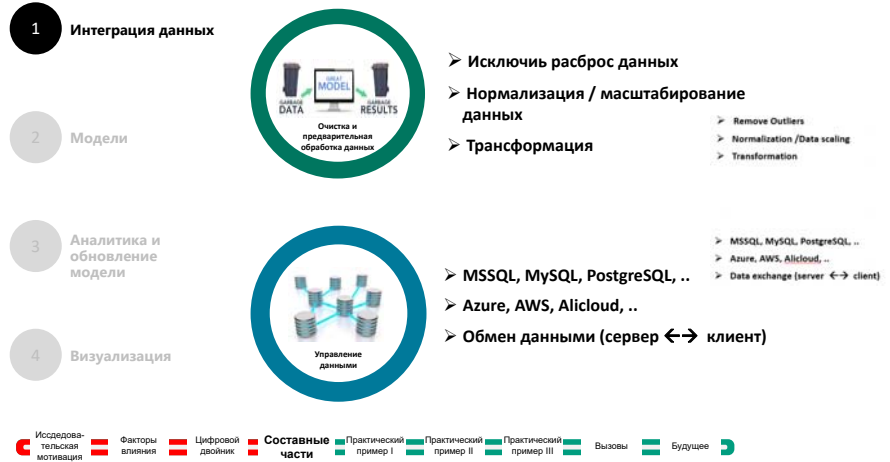 1
Интеграция данных
2
Модели
3
Аналитика и
обновление
модели
4
Визуализация
GREAT
MODEL
GARBAGE
DATA
GARBAGE
RESULTS
Очистка и
предварительная
обработка данных
➢ Исключиь расброс данных
➢ Нормализация / масштабирование
данных
➢ Трансформация
➢ Remove Outliers
➢ Normalization /Data scaling
➢ Transformation
Управление
данными
➢ MSSQL, MySQL, PostgreSQL, ..
➢ Azure, AWS, Alicloud, ..
➢ Обмен данными (сервер ←→ клиент)
➢ MSSQL, MySQL, PostgreSQL, ..
➢ Azure, AWS, Alicloud, ..
➢ Data exchange (server ←→ client)
Иссдедова-
тельская
мотивация
Факторы
влияния
Цифровой
двойник
Составные
части
Практический
пример I
Практический
пример II
Практический
пример III
Вызовы
Будущее